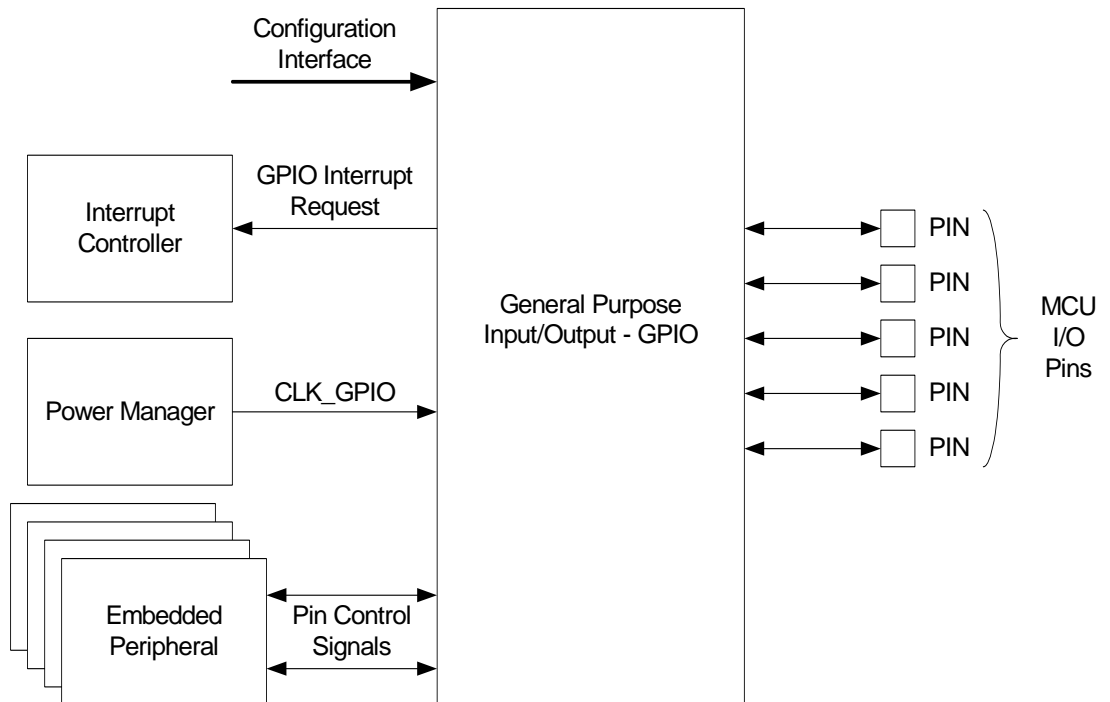 Configuration
Interface
Interrupt
Controller
GPIO Interrupt
Request
Power Manager
CLK_GPIO
Embedded
Peripheral
Pin Control
Signals
General Purpose
Input/Output - GPIO
PIN
PIN
PIN
PIN
PIN
MCU
I/O
Pins